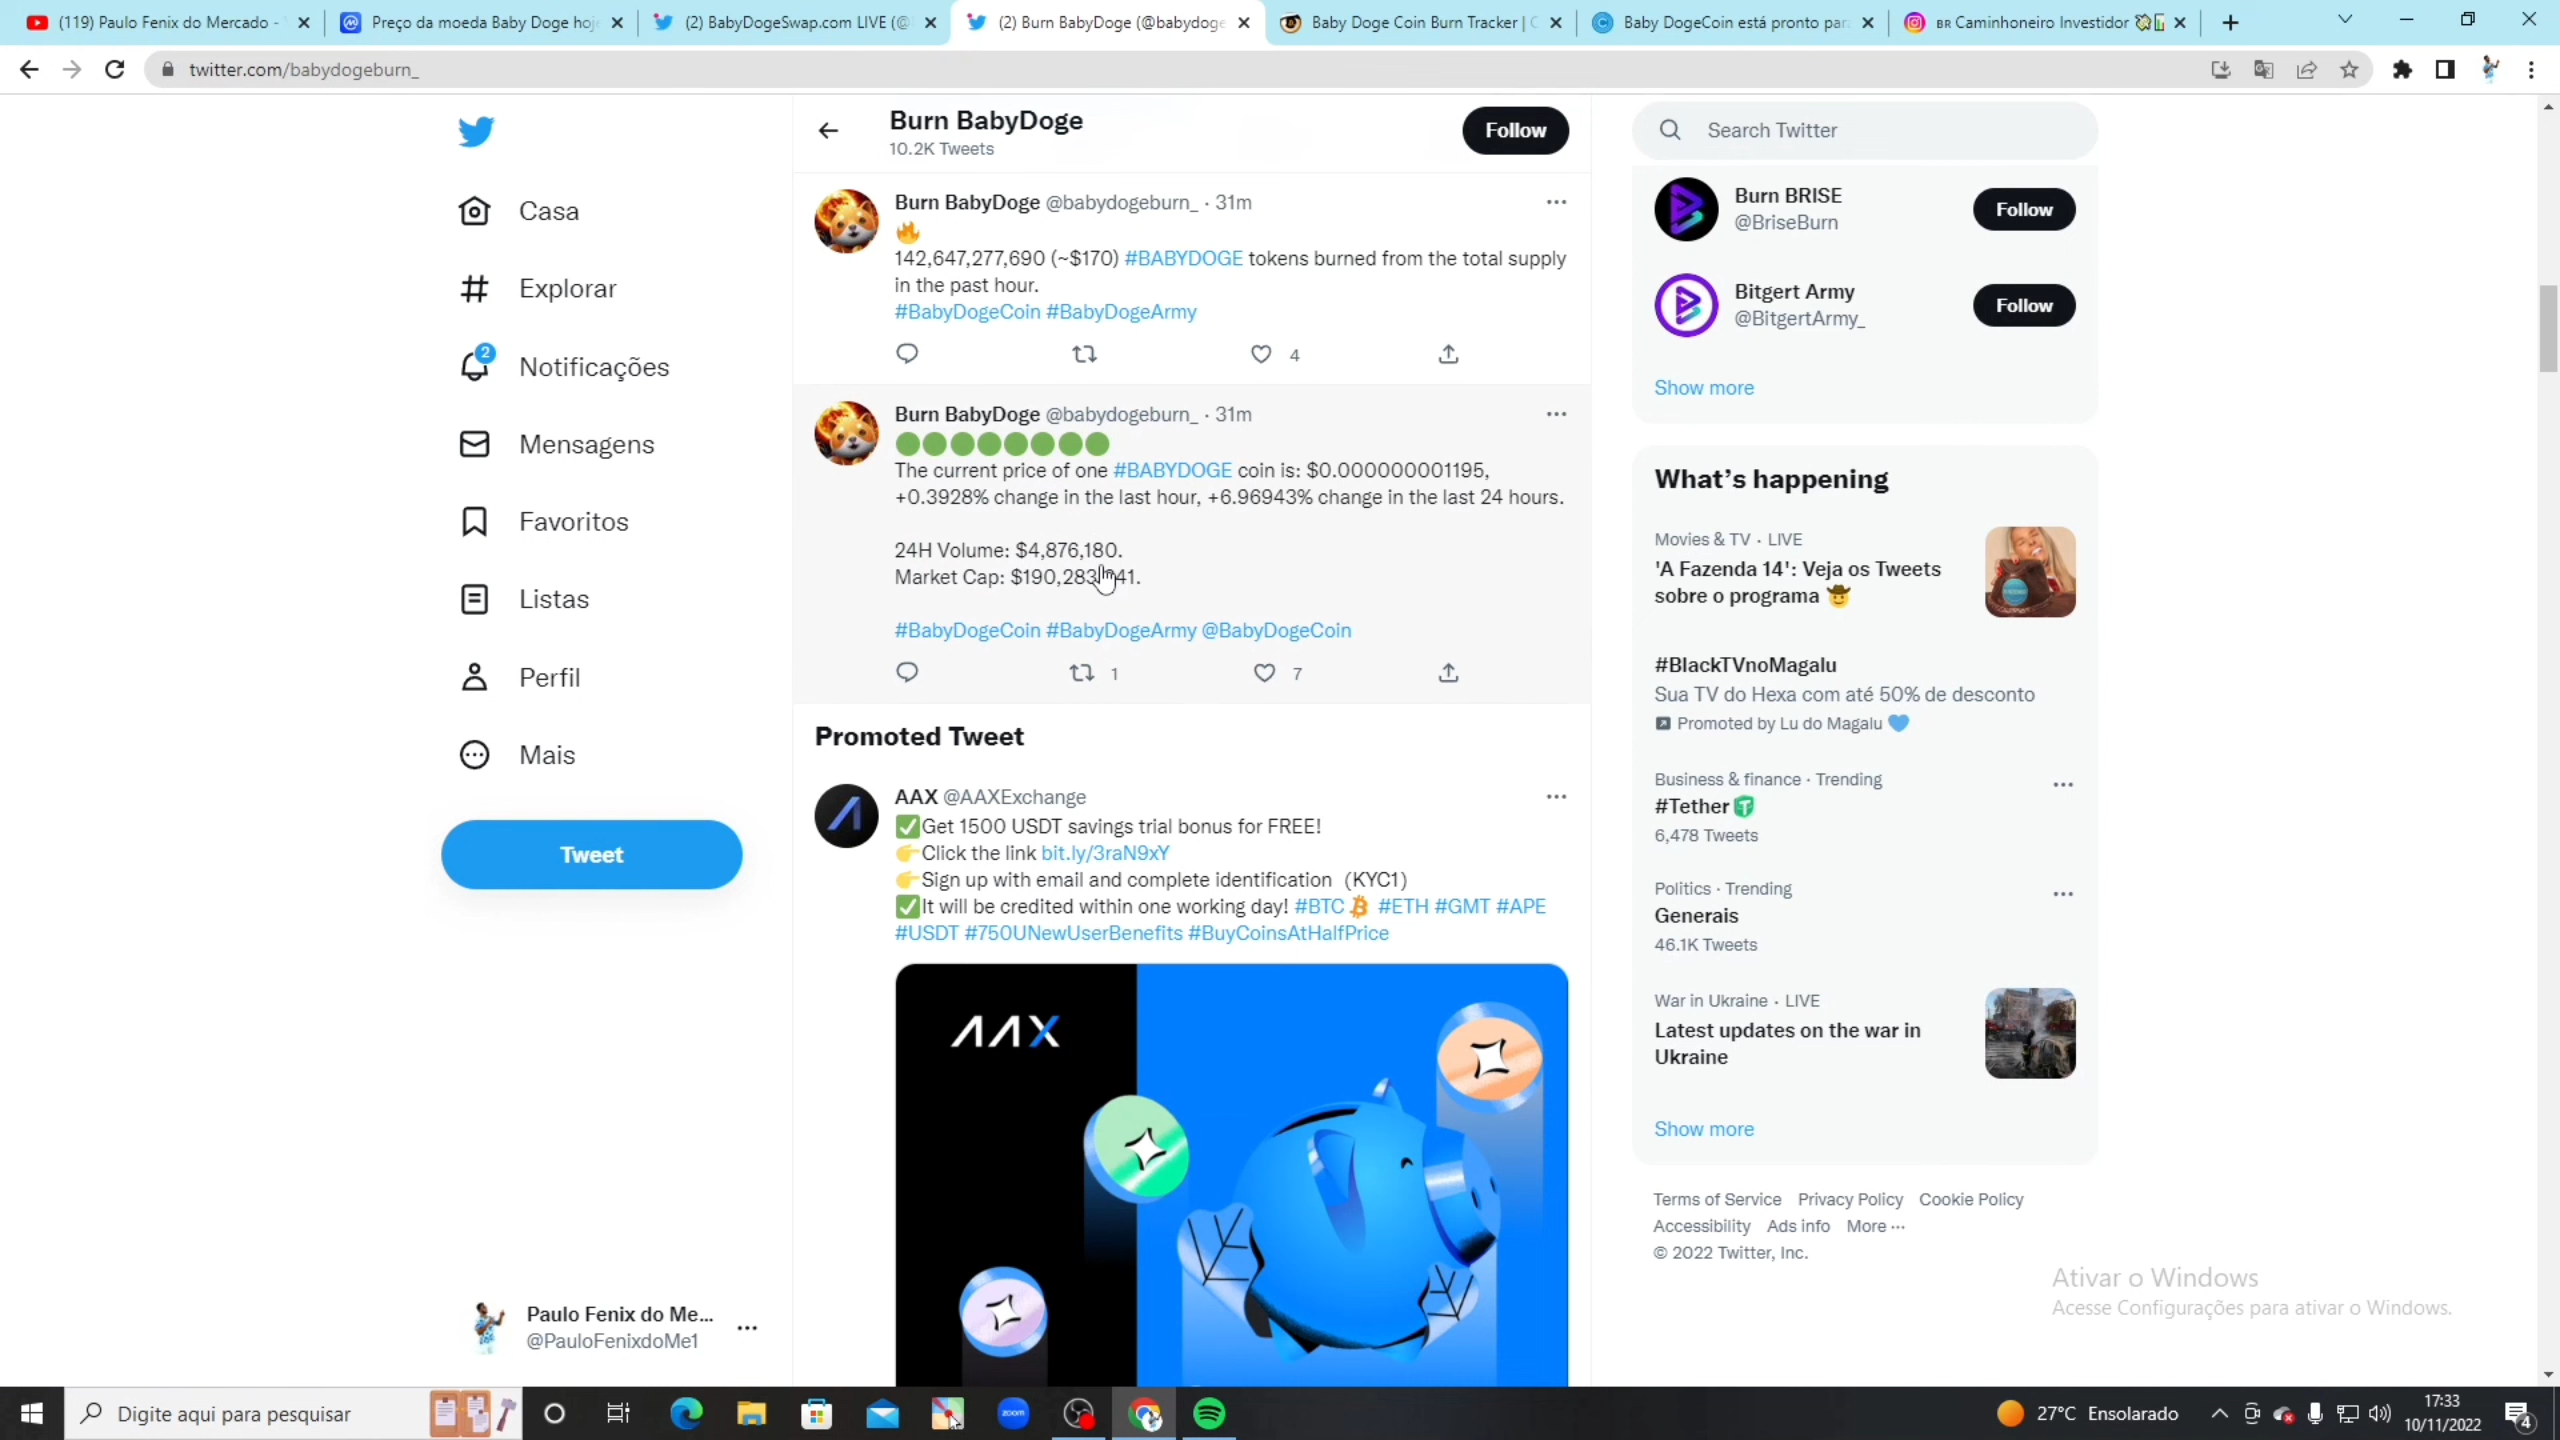 (119) Paulo Fenix do Mercado -
Preço da moeda Baby Doge hoj
(2) BabyDogeSwap.com LIVE (@
(2) Burn BabyDoge (@babydoge
Baby Doge Coin Burn Tracker |
Baby DogeCoin está pronto par
BR Caminhoneiro Investidor
twitter.com/babydogeburn_
Casa
Explorar
2
Notificações
Mensagens
Favoritos
Listas
Perfil
Mais
Tweet
Paulo Fenix do Me...
@PauloFenixdoMe1
Burn BabyDoge
10.2K Tweets
Follow
Burn BabyDoge @babydogeburn_ · 31m
🔥
142,647,277,690 (~$170) #BABYDOGE tokens burned from the total supply
in the past hour.
#BabyDogeCoin #BabyDogeArmy
4
Burn BabyDoge @babydogeburn_ · 31m
🟢🟢🟢🟢🟢🟢🟢🟢
The current price of one #BABYDOGE coin is: $0.000000001195,
+0.3928% change in the last hour, +6.96943% change in the last 24 hours.
24H Volume: $4,876,180.
Market Cap:
#BabyDogeCoin #BabyDogeArmy @BabyDogeCoin
1
7
Promoted Tweet
AAX @AAXExchange
✅Get 1500 USDT savings trial bonus for FREE!
👉Click the link bit.ly/3raN9xY
👉Sign up with email and complete identification (KYC1)
✅It will be credited within one working day! #BTC #ETH #GMT #APE
#USDT #750UNewUserBenefits #BuyCoinsAtHalfPrice
AAX
Search Twitter
Burn BRISE
@BriseBurn
Follow
Bitgert Army
@BitgertArmy_
Follow
Show more
What's happening
Movies & TV · LIVE
'A Fazenda 14': Veja os Tweets
sobre o programa 🤠
#BlackTVnoMagalu
Sua TV do Hexa com até 50% de desconto
Promoted by Lu do Magalu 💙
Business & finance · Trending
#Tether
6,478 Tweets
Politics · Trending
Generais
46.1K Tweets
War in Ukraine · LIVE
Latest updates on the war in
Ukraine
Show more
Terms of Service Privacy Policy Cookie Policy
Accessibility Ads info More ···
© 2022 Twitter, Inc.
Ativar o Windows
Acesse Configurações para ativar o Windows.
Digite aqui para pesquisar
zoom
27°C Ensolarado
17:33
10/11/2022
4